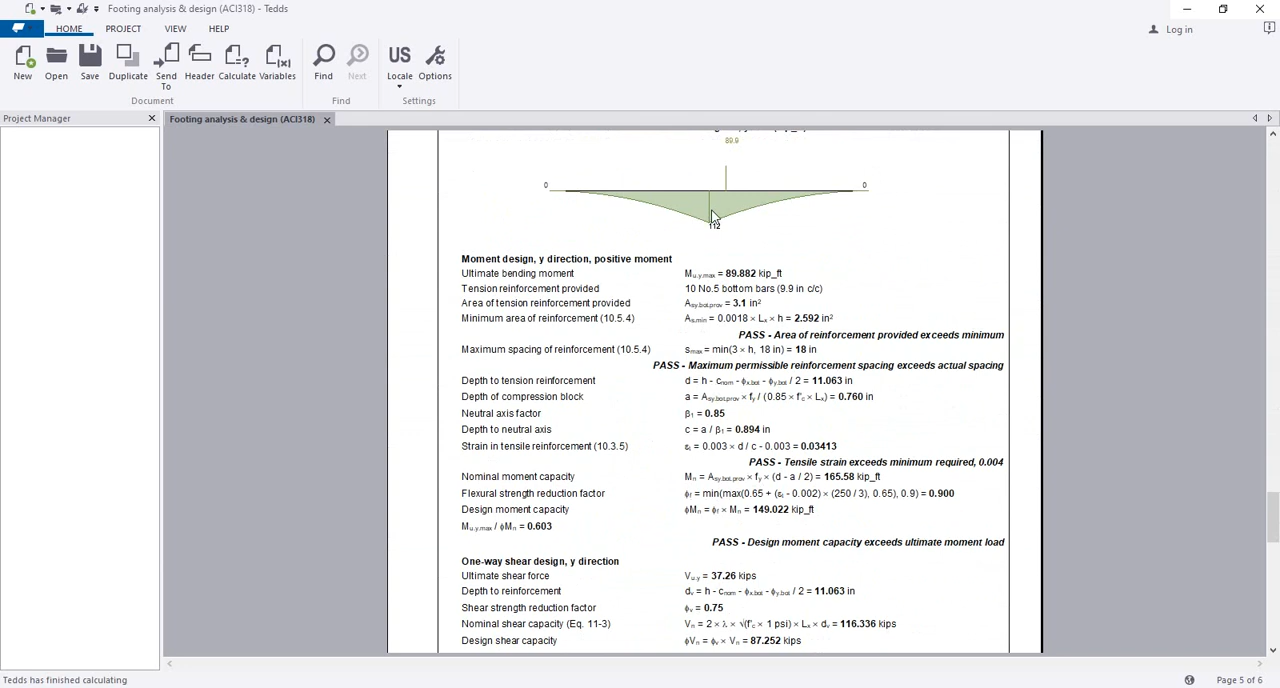 Footing analysis & design (ACI318) - Tedds
HOME PROJECT VIEW HELP
Log in
New Open Save Duplicate Send To Header Calculate Variables Find Next Locale Options
US
Document Find Settings
Project Manager
Footing analysis & design (ACI318)
89.9
0 0
112
Moment design, y direction, positive moment
Ultimate bending moment Mu.y.max = 89.882 kip_ft
Tension reinforcement provided 10 No.5 bottom bars (9.9 in c/c)
Area of tension reinforcement provided Asy.bot.prov = 3.1 in²
Minimum area of reinforcement (10.5.4) As.min = 0.0018 × Lx × h = 2.592 in²
PASS - Area of reinforcement provided exceeds minimum
Maximum spacing of reinforcement (10.5.4) smax = min(3 × h, 18 in) = 18 in
PASS - Maximum permissible reinforcement spacing exceeds actual spacing
Depth to tension reinforcement d = h - cnom - ϕx.bot - ϕy.bot / 2 = 11.063 in
Depth of compression block a = Asy.bot.prov × fy / (0.85 × f'c × Lx) = 0.760 in
Neutral axis factor β1 = 0.85
Depth to neutral axis c = a / β1 = 0.894 in
Strain in tensile reinforcement (10.3.5) εt = 0.003 × d / c - 0.003 = 0.03413
PASS - Tensile strain exceeds minimum required, 0.004
Nominal moment capacity Mn = Asy.bot.prov × fy × (d - a / 2) = 165.58 kip_ft
Flexural strength reduction factor ϕf = min(max(0.65 + (εt - 0.002) × (250 / 3), 0.65), 0.9) = 0.900
Design moment capacity ϕMn = ϕf × Mn = 149.022 kip_ft
Mu.y.max / ϕMn = 0.603
PASS - Design moment capacity exceeds ultimate moment load
One-way shear design, y direction
Ultimate shear force Vu.y = 37.26 kips
Depth to reinforcement dv = h - cnom - ϕx.bot - ϕy.bot / 2 = 11.063 in
Shear strength reduction factor ϕv = 0.75
Nominal shear capacity (Eq. 11-3) Vn = 2 × λ × √(f'c × 1 psi) × Lx × dv = 116.336 kips
Design shear capacity ϕVn = ϕv × Vn = 87.252 kips
Tedds has finished calculating Page 5 of 6